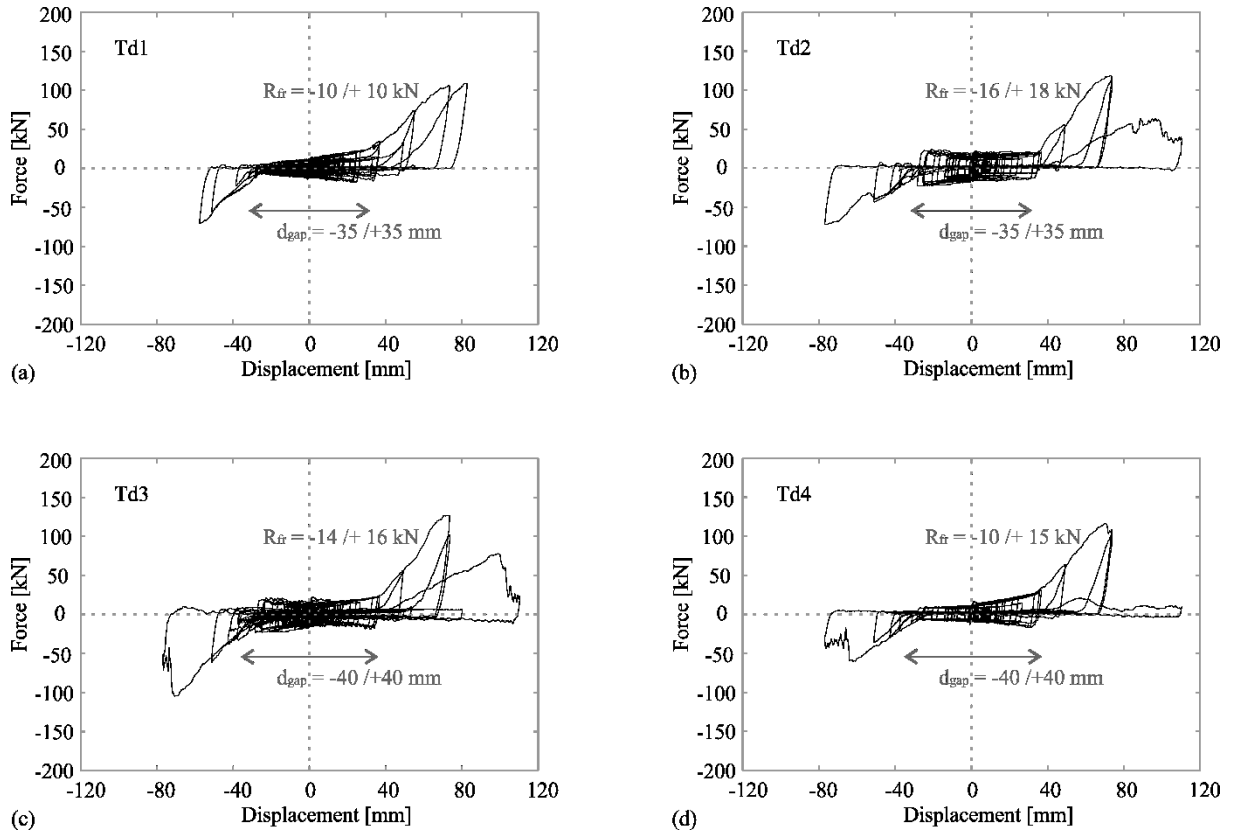 200
150
100
50
0
-50
-100
-150
-200
Force [kN]
Td1
Rfr = -10 /+ 10 kN
dgap = -35 /+35 mm
-120 -80 -40 0 40 80 120
Displacement [mm]
(a)
200
150
100
50
0
-50
-100
-150
-200
Force [kN]
Td2
Rfr = -16 /+ 18 kN
dgap = -35 /+35 mm
-120 -80 -40 0 40 80 120
Displacement [mm]
(b)
200
150
100
50
0
-50
-100
-150
-200
Force [kN]
Td3
Rfr = -14 /+ 16 kN
dgap = -40 /+40 mm
-120 -80 -40 0 40 80 120
Displacement [mm]
(c)
200
150
100
50
0
-50
-100
-150
-200
Force [kN]
Td4
Rfr = -10 /+ 15 kN
dgap = -40 /+40 mm
-120 -80 -40 0 40 80 120
Displacement [mm]
(d)